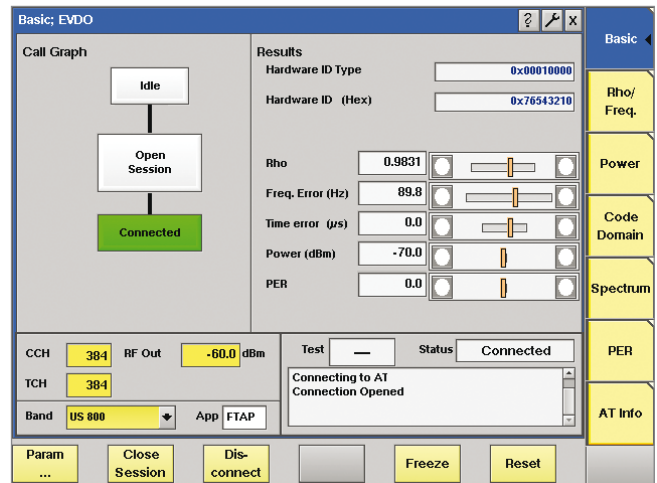 Basic; EVDO
? x
Basic
Call Graph
Results
Hardware ID Type 0x00010000
Idle
Hardware ID (Hex) 0x76543210
Rho/
Freq.
Open
Session
Rho 0.9831
Power
Freq. Error (Hz) 89.8
Connected
Time error (µs) 0.0
Code
Domain
Power (dBm) -70.0
PER 0.0
Spectrum
CCH 384 RF Out -60.0 dBm
Test — Status Connected
PER
TCH 384
Connecting to AT
Connection Opened
Band US 800 App FTAP
AT Info
Param
...
Close
Session
Dis-
connect
Freeze
Reset